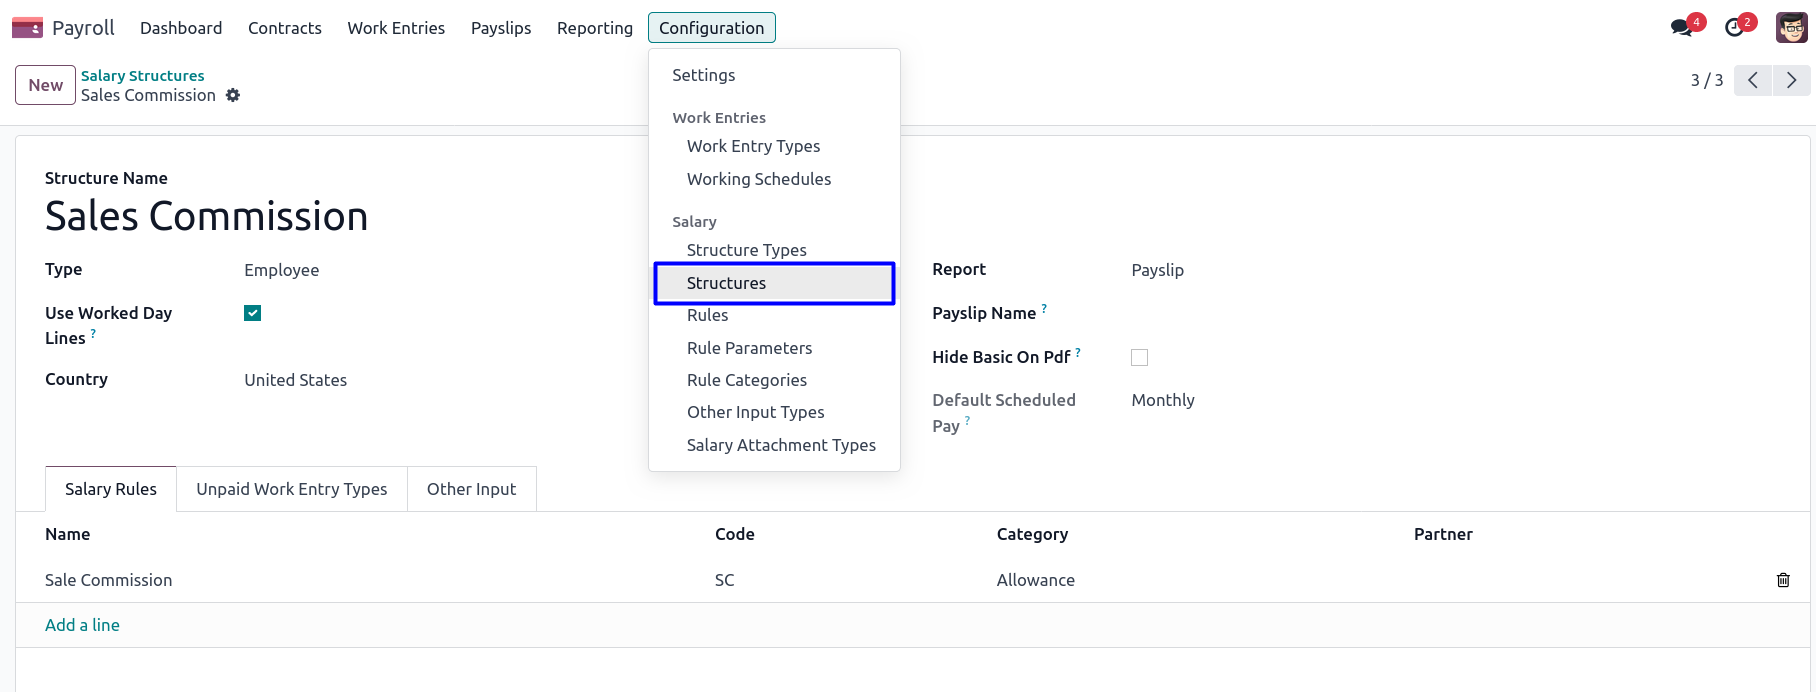 Payroll Dashboard Contracts Work Entries Payslips Reporting Configuration 4 2
New
Salary Structures
Sales Commission
3 / 3
Settings
Work Entries
Work Entry Types
Working Schedules
Salary
Structure Types
Structures
Rules
Rule Parameters
Rule Categories
Other Input Types
Salary Attachment Types
Structure Name
Sales Commission
Type Employee
Use Worked Day
Lines ?
Country United States
Report Payslip
Payslip Name ?
Hide Basic On Pdf ?
Default Scheduled Monthly
Pay ?
Salary Rules Unpaid Work Entry Types Other Input
Name Code Category Partner
Sale Commission SC Allowance
Add a line